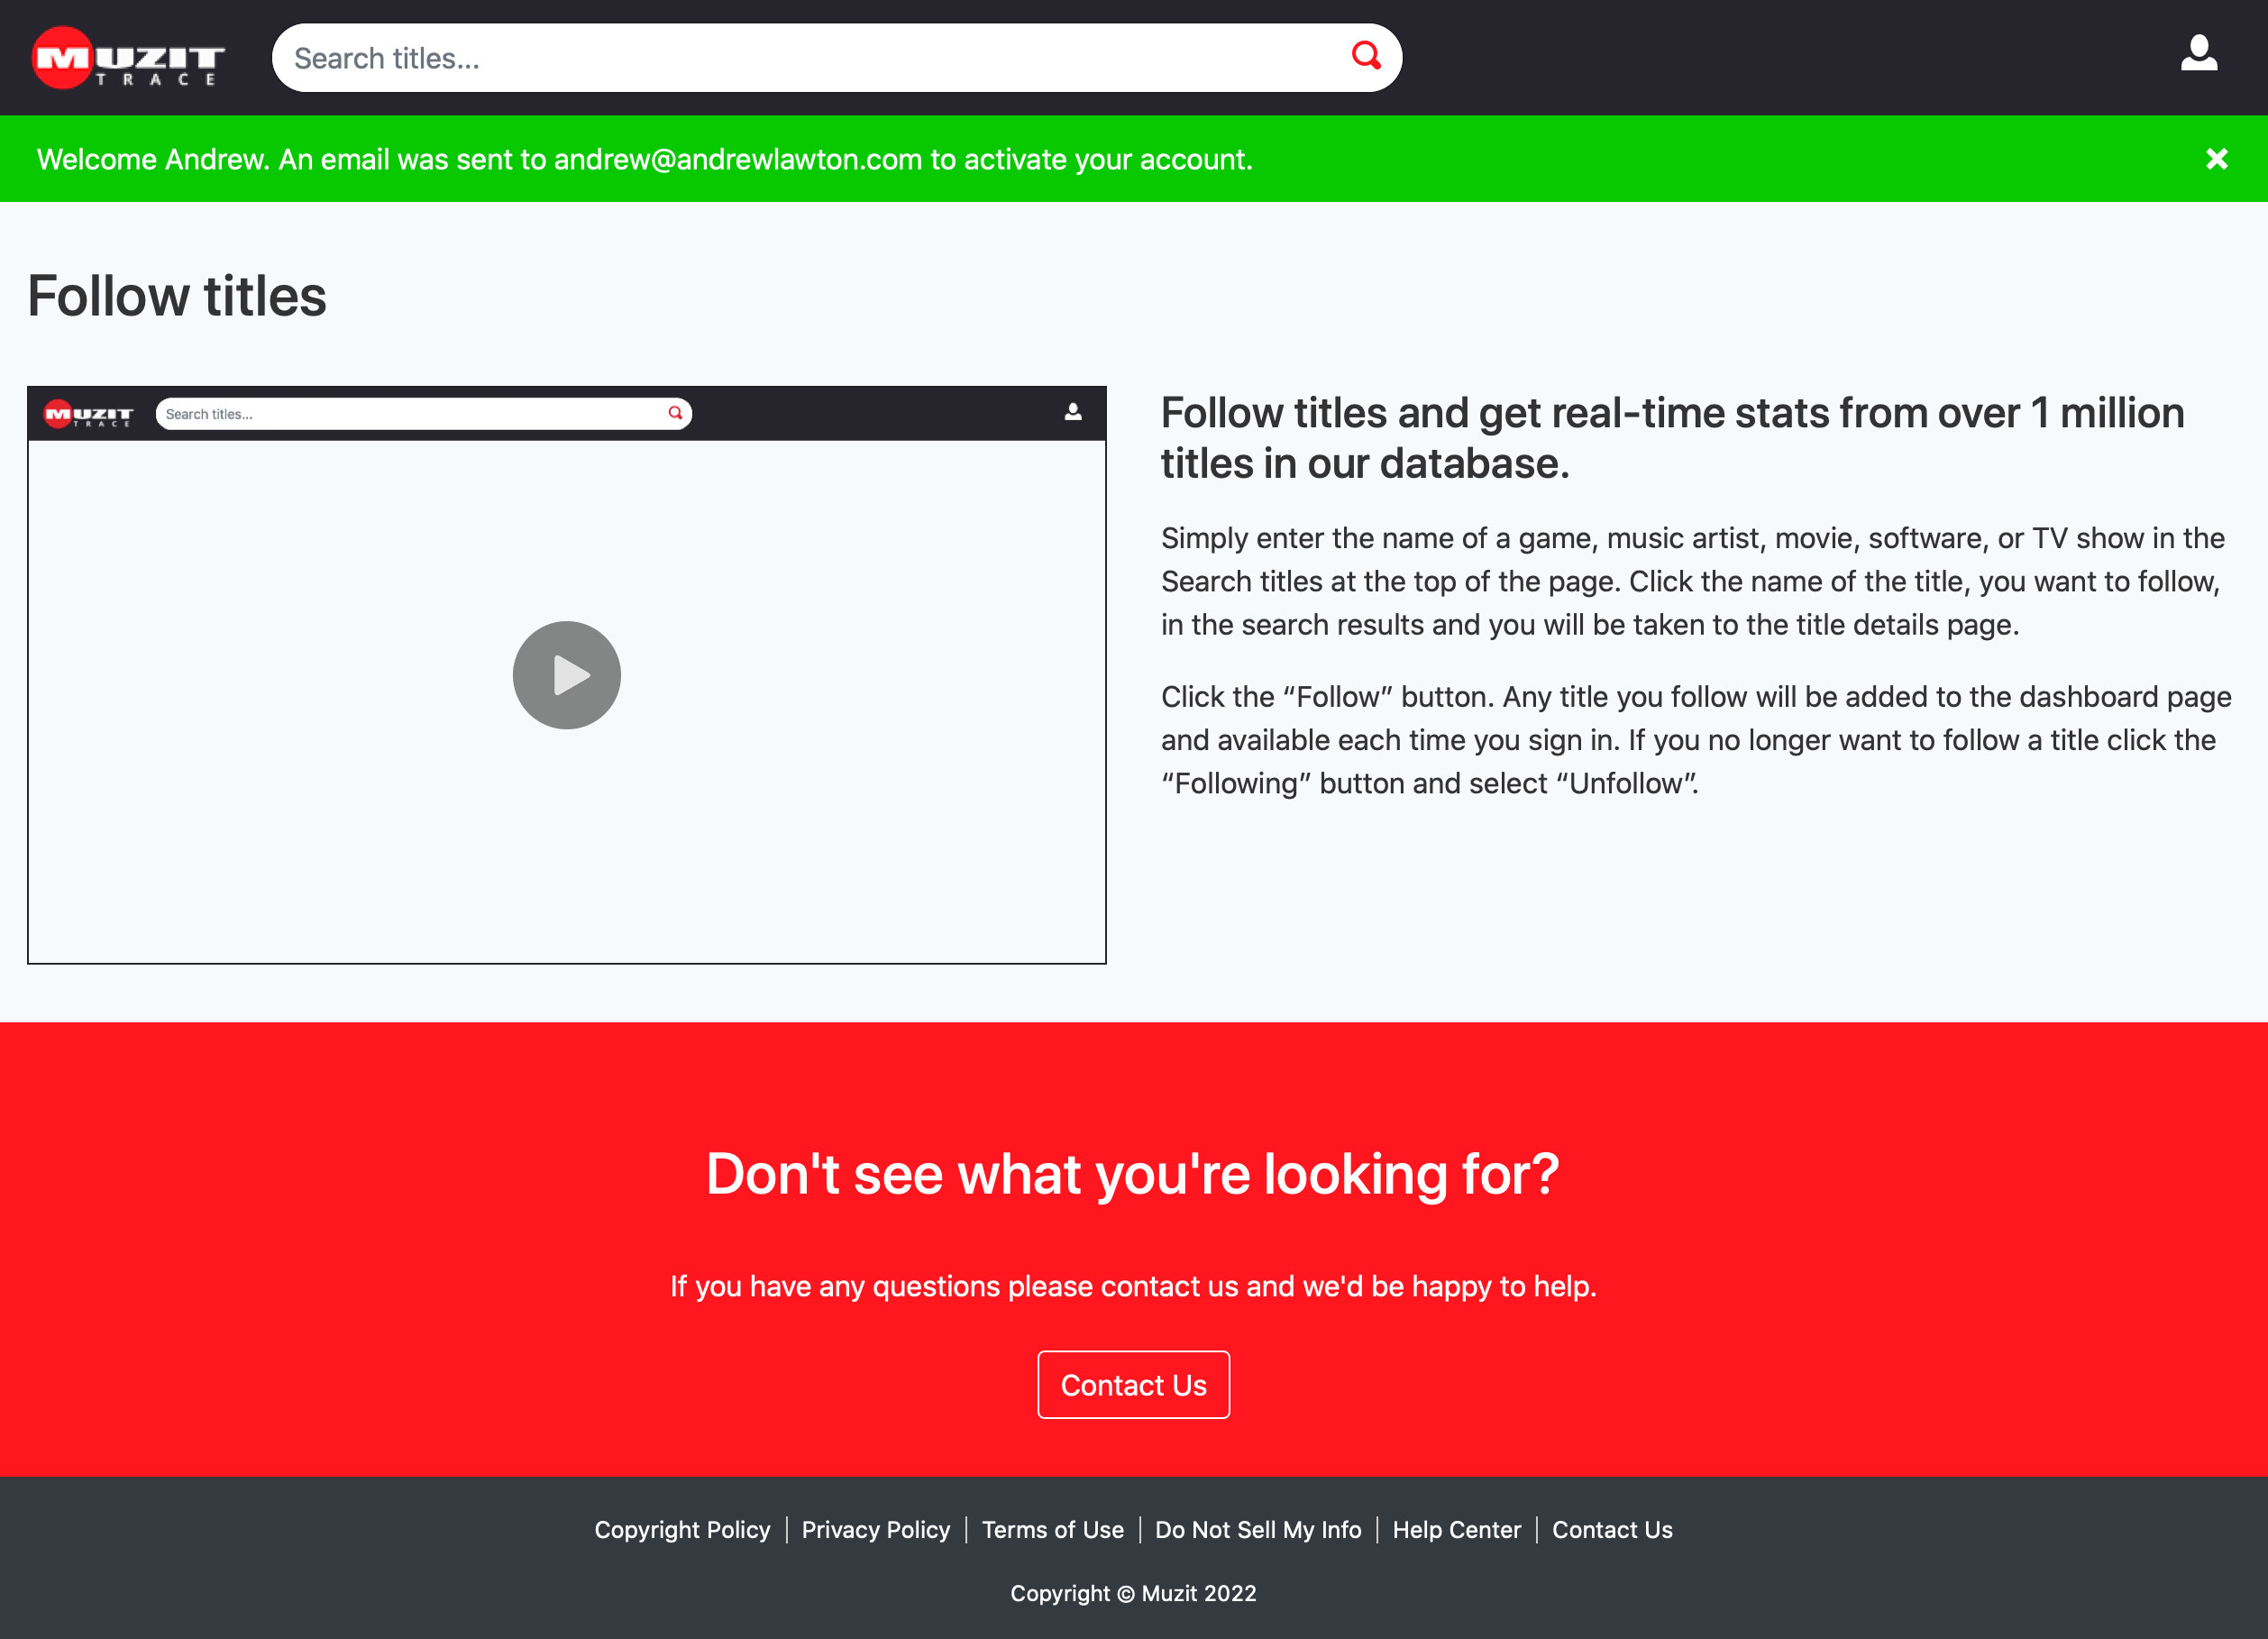 MUZIT
TRACE
Search titles...
Welcome Andrew. An email was sent to andrew@andrewlawton.com to activate your account.
Follow titles
MUZIT
TRACE
Search titles...
Follow titles and get real-time stats from over 1 million
titles in our database.
Simply enter the name of a game, music artist, movie, software, or TV show in the
Search titles at the top of the page. Click the name of the title, you want to follow,
in the search results and you will be taken to the title details page.
Click the “Follow” button. Any title you follow will be added to the dashboard page
and available each time you sign in. If you no longer want to follow a title click the
“Following” button and select “Unfollow”.
Don't see what you're looking for?
If you have any questions please contact us and we'd be happy to help.
Contact Us
Copyright Policy | Privacy Policy | Terms of Use | Do Not Sell My Info | Help Center | Contact Us
Copyright © Muzit 2022